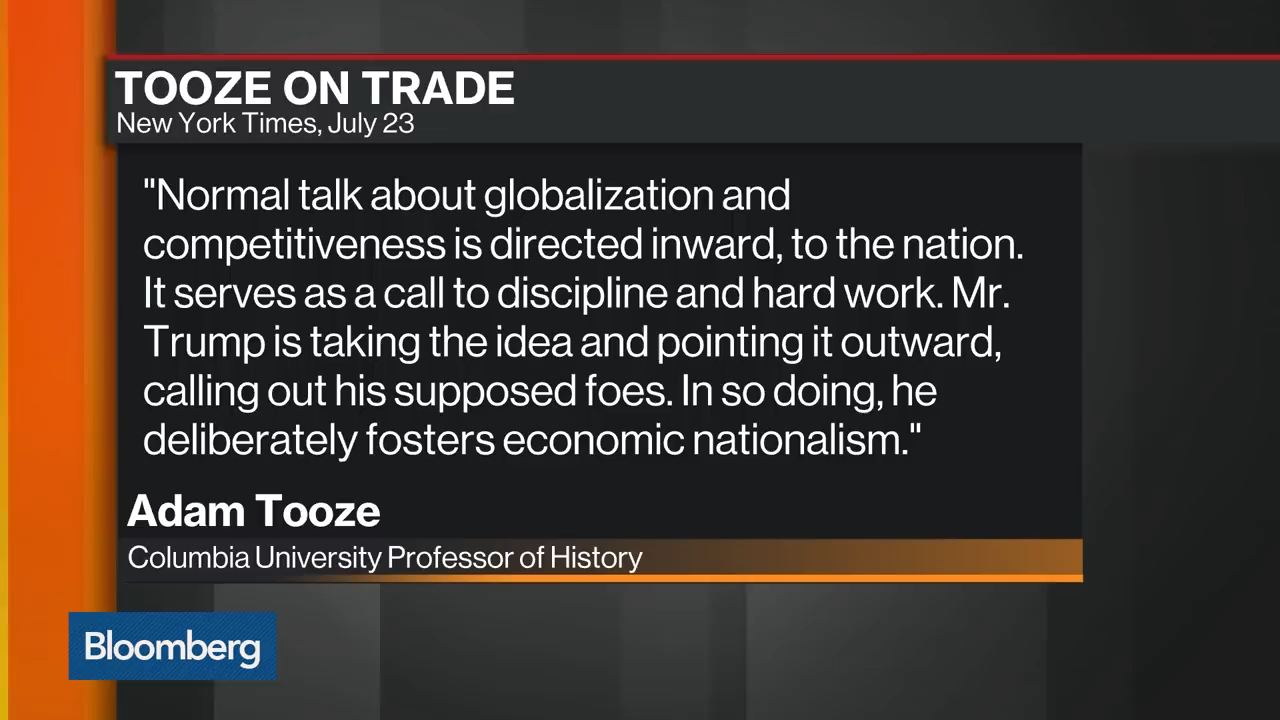 TOOZE ON TRADE
New York Times, July 23
"Normal talk about globalization and
competitiveness is directed inward, to the nation.
It serves as a call to discipline and hard work. Mr.
Trump is taking the idea and pointing it outward,
calling out his supposed foes. In so doing, he
deliberately fosters economic nationalism."
Adam Tooze
Columbia University Professor of History
Bloomberg